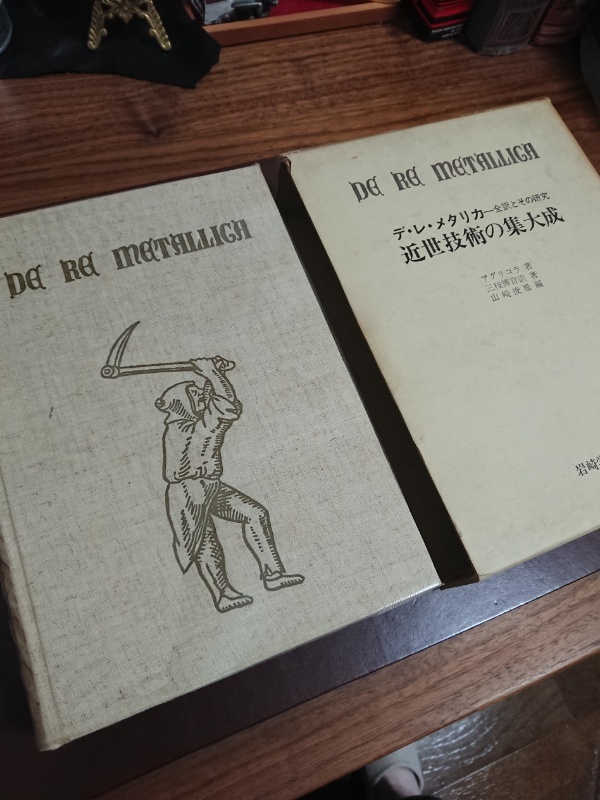 DE RE METALLICA
DE RE METALLICA
デ・レ・メタリカ―全訳とその研究
近世技術の集大成
アグリコラ 著
三枝博音訳 著
山崎俊雄 編
岩崎